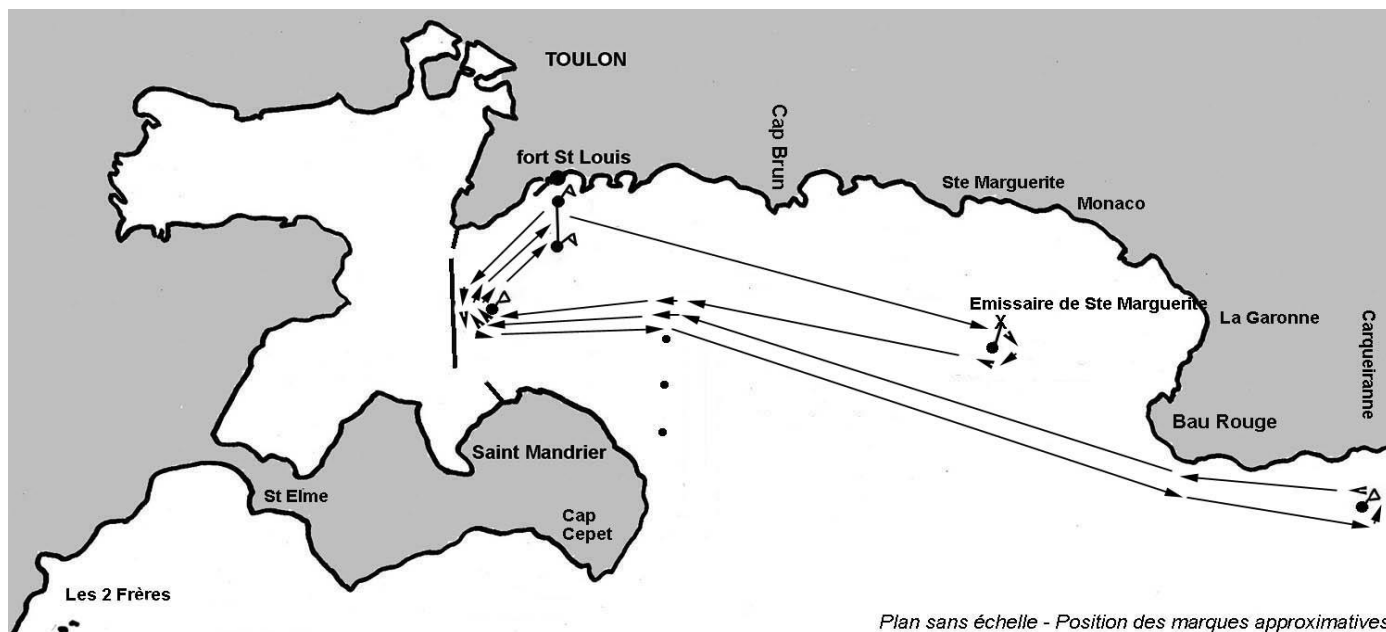 TOULON
Cap Brun
fort St Louis
Ste Marguerite
Monaco
Emissaire de Ste Marguerite
X
La Garonne
Carqueiranne
Bau Rouge
Saint Mandrier
St Elme
Cap
Cepet
Les 2 Frères
Plan sans échelle - Position des marques approximatives